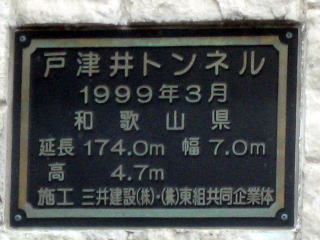 戸津井トンネル
1999年3月
和歌山県
延長 174.0m 幅 7.0m
高 4.7m
施工 三井建設(株)・(株)東組共同企業体